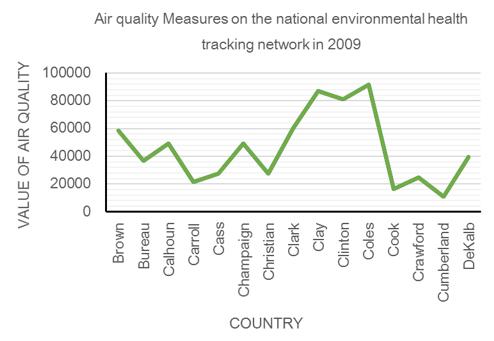 Air quality Measures on the national environmental health
tracking network in 2009
VALUE OF AIR QUALITY
100000
80000
60000
40000
20000
0
Brown
Bureau
Calhoun
Carroll
Cass
Champaign
Christian
Clark
Clay
Clinton
Coles
Cook
Crawford
Cumberland
DeKalb
COUNTRY